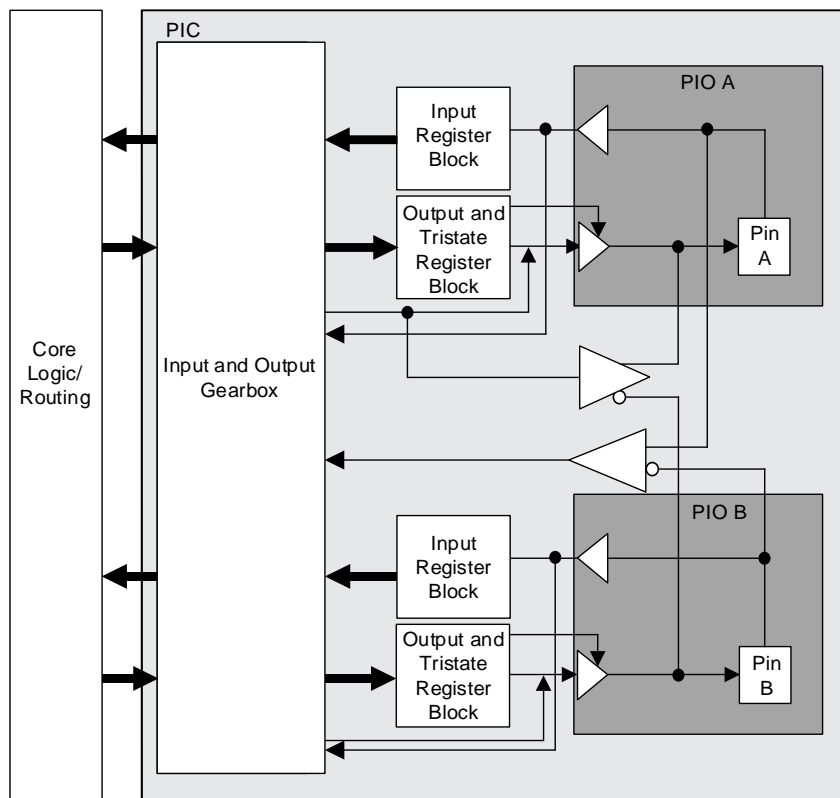 PIC
PIO A
Input
Register
Block
Output and
Tristate
Register
Block
Pin
A
Core
Logic/
Routing
Input and Output
Gearbox
PIO B
Input
Register
Block
Output and
Tristate
Register
Block
Pin
B